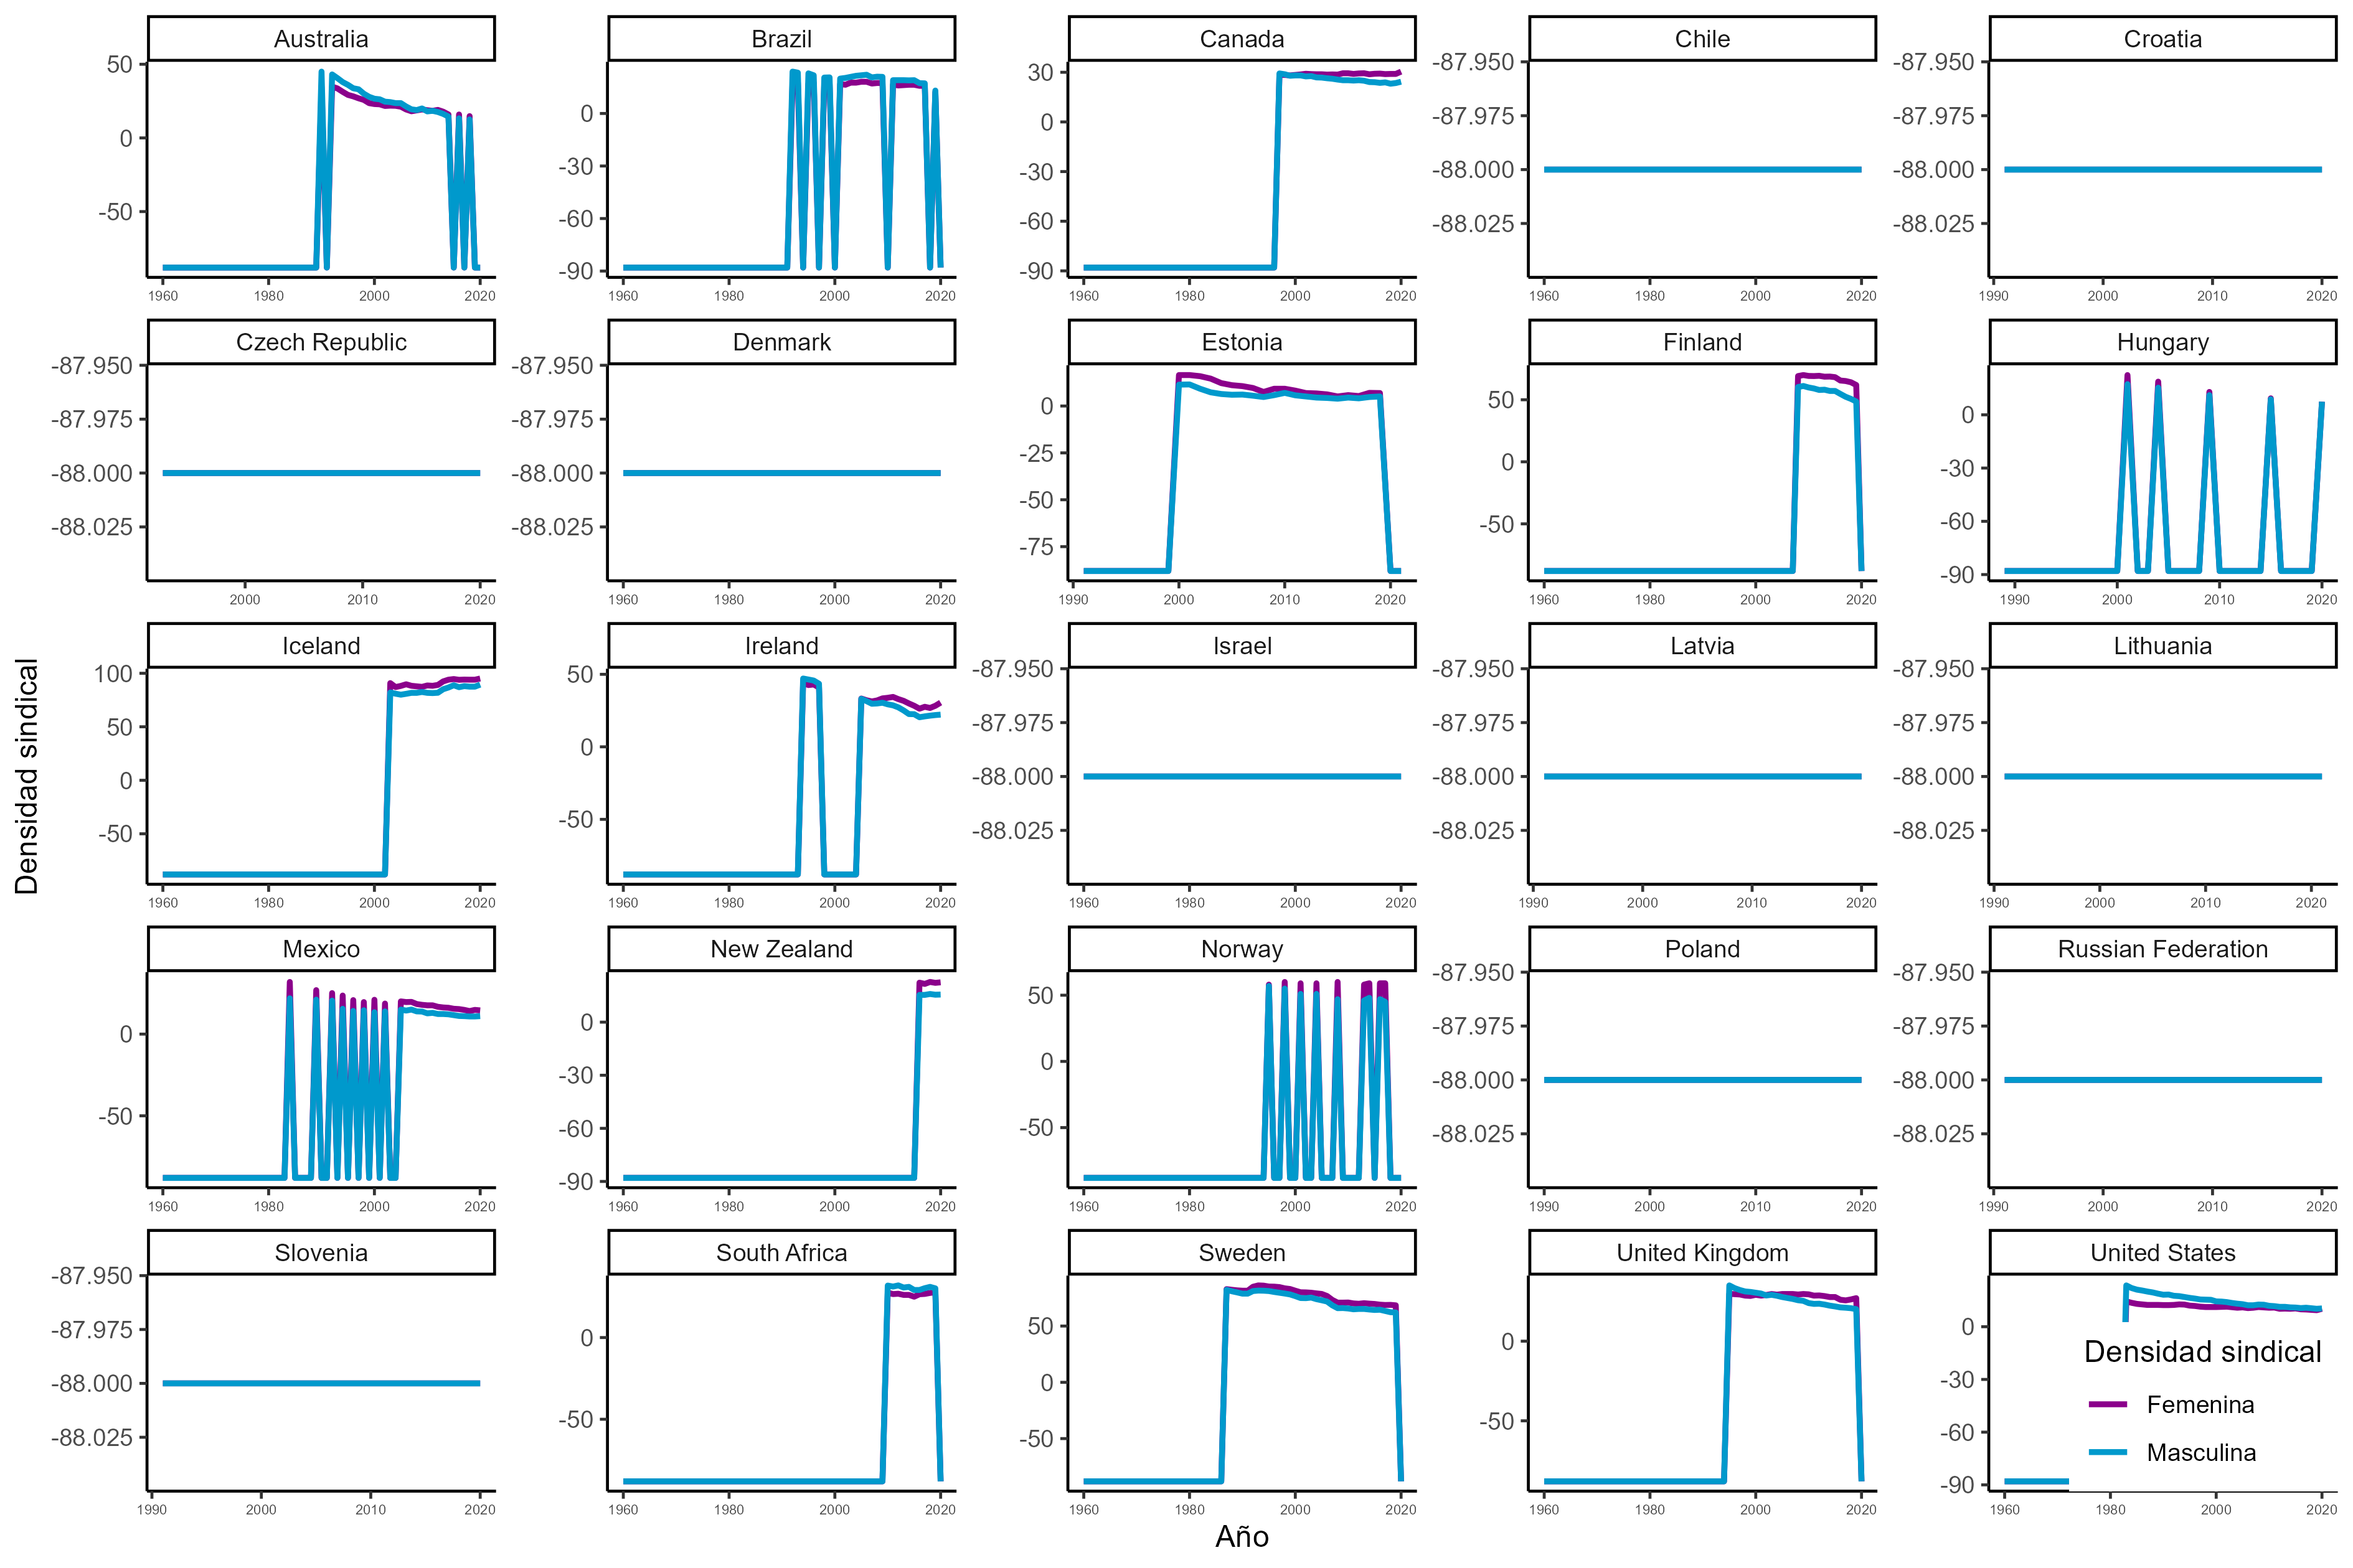 Australia Brazil Canada Chile Croatia
50 0 -50
0 -30 -60 -90
30 0 -30 -60 -90
-87.950 -87.975 -88.000 -88.025
-87.950 -87.975 -88.000 -88.025
1960 1980 2000 2020
1960 1980 2000 2020
1960 1980 2000 2020
1960 1980 2000 2020
1990 2000 2010 2020
Czech Republic Denmark Estonia Finland Hungary
-87.950 -87.975 -88.000 -88.025
-87.950 -87.975 -88.000 -88.025
0 -25 -50 -75
50 0 -50
0 -30 -60 -90
2000 2010 2020
1960 1980 2000 2020
1990 2000 2010 2020
1960 1980 2000 2020
1990 2000 2010 2020
Densidad sindical
Iceland Ireland Israel Latvia Lithuania
100 50 0 -50
50 0 -50
-87.950 -87.975 -88.000 -88.025
-87.950 -87.975 -88.000 -88.025
-87.950 -87.975 -88.000 -88.025
1960 1980 2000 2020
1960 1980 2000 2020
1960 1980 2000 2020
1990 2000 2010 2020
1990 2000 2010 2020
Mexico New Zealand Norway Poland Russian Federation
0 -50
0 -30 -60 -90
50 0 -50
-87.950 -87.975 -88.000 -88.025
-87.950 -87.975 -88.000 -88.025
1960 1980 2000 2020
1960 1980 2000 2020
1960 1980 2000 2020
1990 2000 2010 2020
1990 2000 2010 2020
Slovenia South Africa Sweden United Kingdom United States
-87.950 -87.975 -88.000 -88.025
0 -50
50 0 -50
0 -50
0 -30 -60 -90
Densidad sindical
Femenina
Masculina
1990 2000 2010 2020
1960 1980 2000 2020
1960 1980 2000 2020
1960 1980 2000 2020
1960 1980 2000 2020
Año